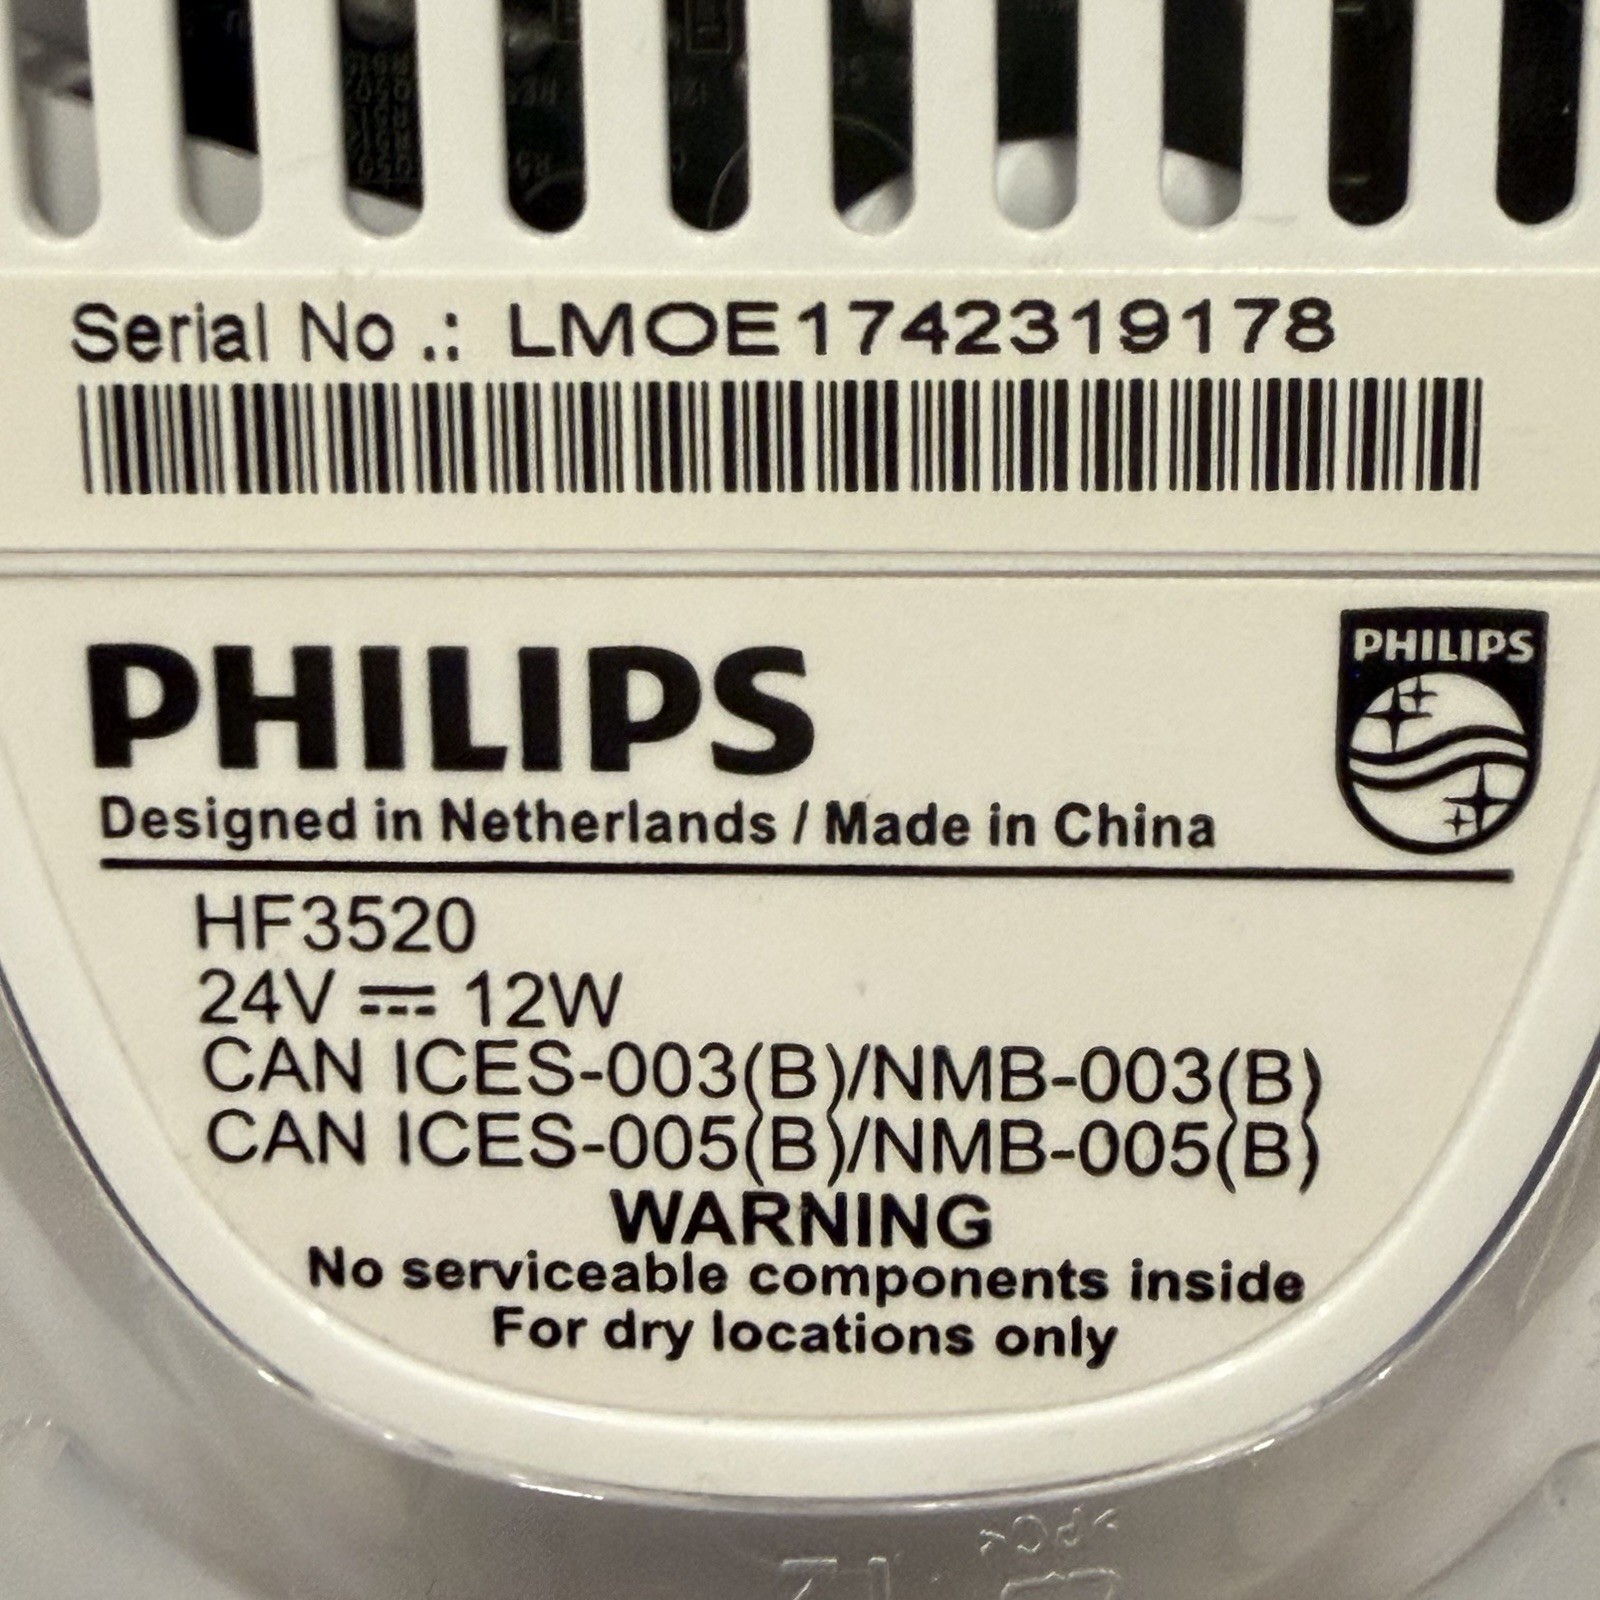 Serial No .: LMOE1742319178
PHILIPS
PHILIPS
Designed in Netherlands / Made in China
HF3520
24V ⎓ 12W
CAN ICES-003(B)/NMB-003(B)
CAN ICES-005(B)/NMB-005(B)
WARNING
No serviceable components inside
For dry locations only
>PC<